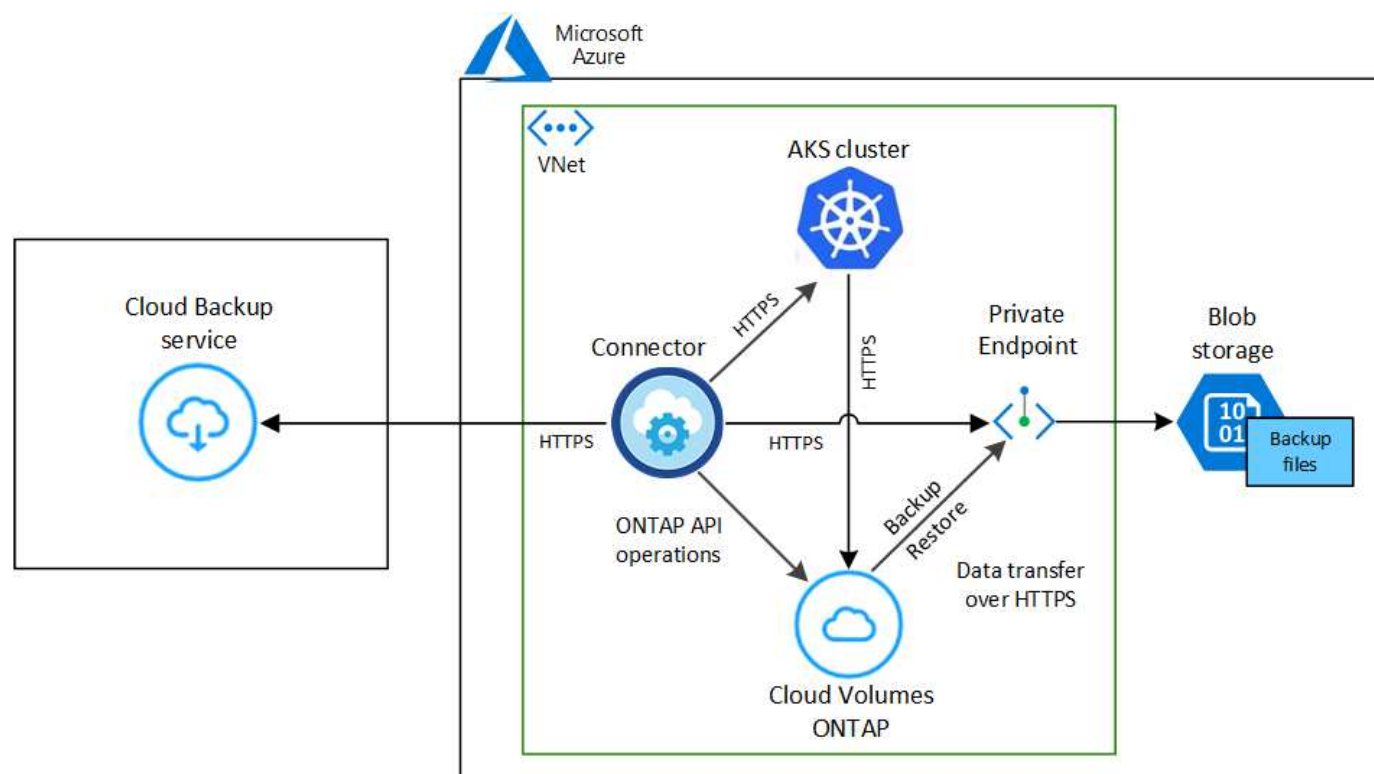 Microsoft
Azure
VNet
AKS cluster
Cloud Backup
service
Connector
HTTPS
HTTPS
Private
Endpoint
Blob
storage
10
01
Backup
files
HTTPS
HTTPS
ONTAP API
operations
Backup
Restore
Data transfer
over HTTPS
Cloud Volumes
ONTAP